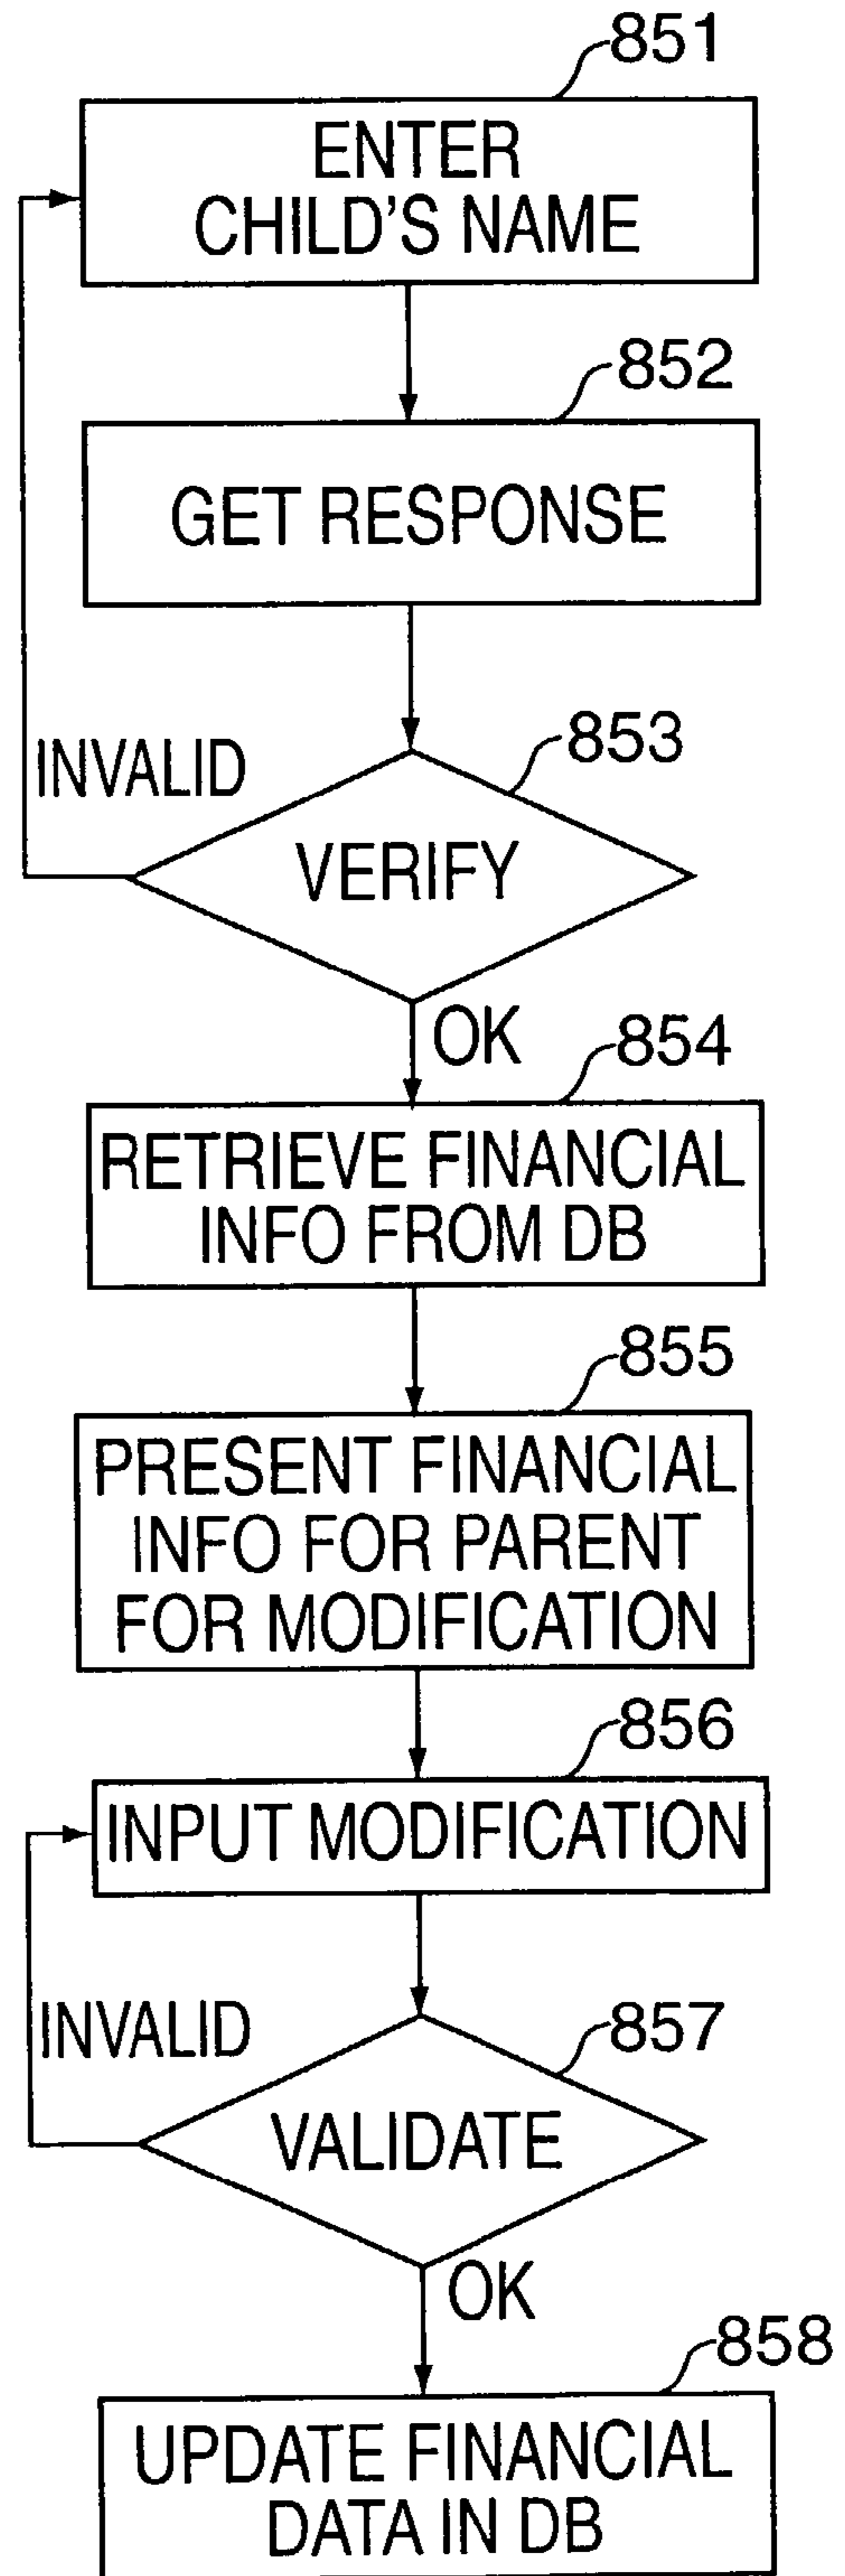 851
ENTER
CHILD'S NAME
852
GET RESPONSE
853
INVALID
VERIFY
OK
854
RETRIEVE FINANCIAL
INFO FROM DB
855
PRESENT FINANCIAL
INFO FOR PARENT
FOR MODIFICATION
856
INPUT MODIFICATION
857
INVALID
VALIDATE
OK
858
UPDATE FINANCIAL
DATA IN DB